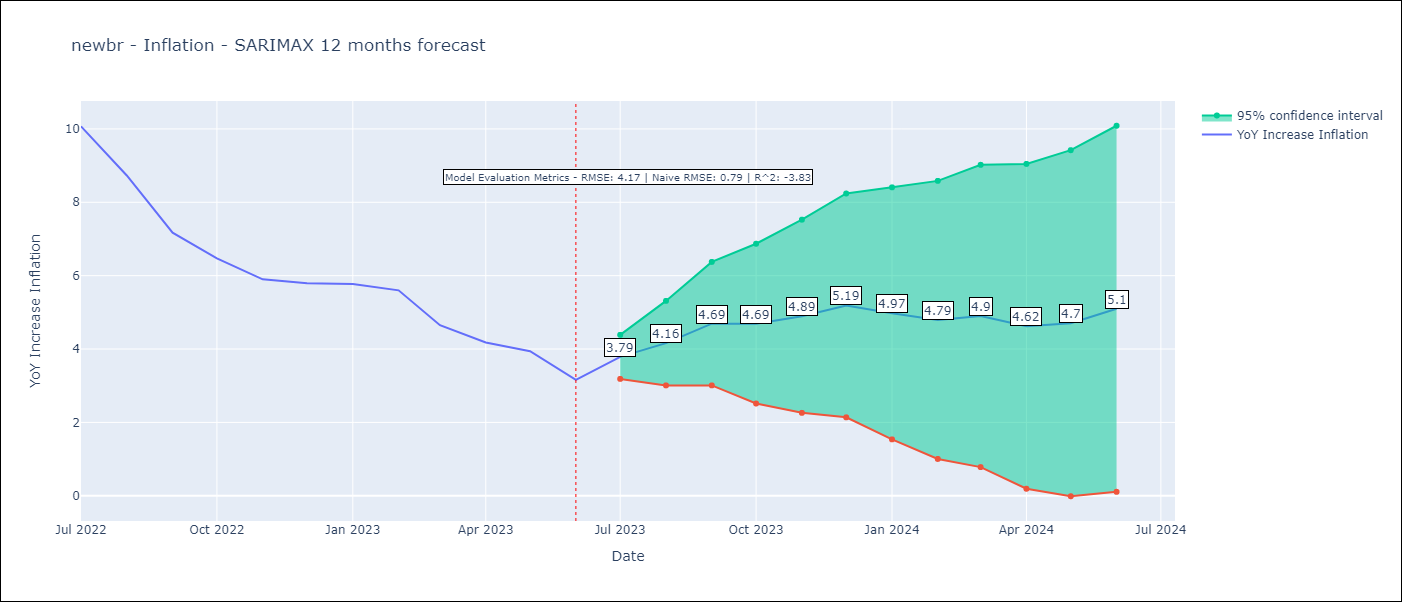 newbr - Inflation - SARIMAX 12 months forecast
95% confidence interval
YoY Increase Inflation
Model Evaluation Metrics - RMSE: 4.17 | Naive RMSE: 0.79 | R^2: -3.83
YoY Increase Inflation
10
8
6
4
2
0
3.79
4.16
4.69
4.69
4.89
5.19
4.97
4.79
4.9
4.62
4.7
5.1
Jul 2022
Oct 2022
Jan 2023
Apr 2023
Jul 2023
Oct 2023
Jan 2024
Apr 2024
Jul 2024
Date